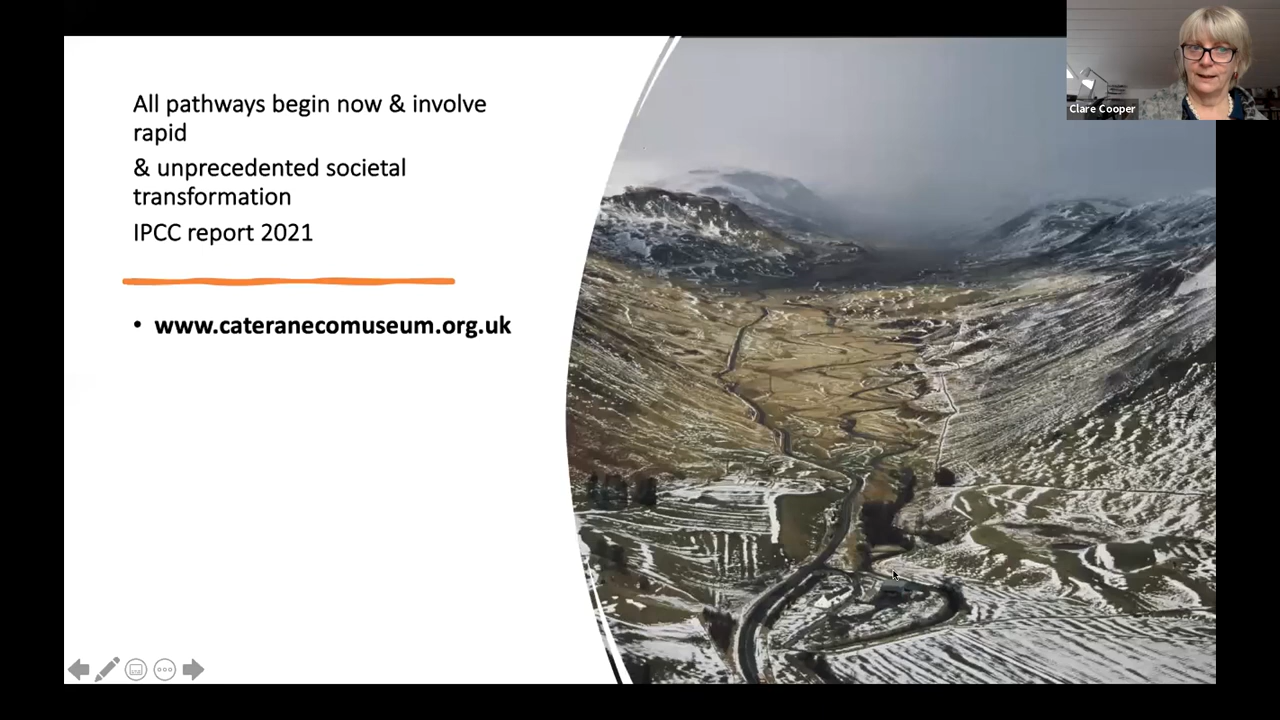 All pathways begin now & involve
rapid
& unprecedented societal
transformation
IPCC report 2021
• www.cateranecomuseum.org.uk
Clare Cooper